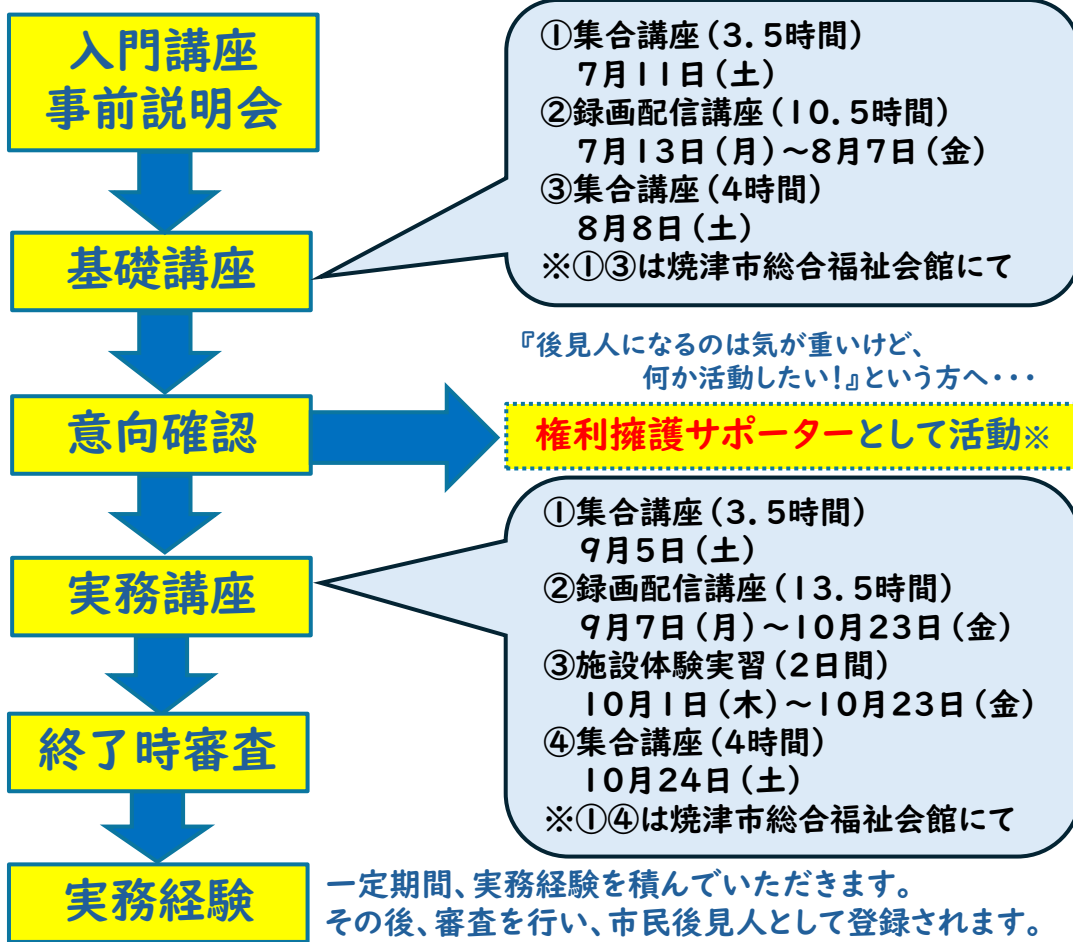 入門講座
事前説明会
①集合講座(3.5時間)
7月11日(土)
②録画配信講座(10.5時間)
7月13日(月)~8月7日(金)
③集合講座(4時間)
8月8日(土)
※①③は焼津市総合福祉会館にて
基礎講座
『後見人になるのは気が重いけど、
何か活動したい!』という方へ・・・
意向確認
権利擁護サポーターとして活動※
①集合講座(3.5時間)
9月5日(土)
②録画配信講座(13.5時間)
9月7日(月)~10月23日(金)
③施設体験実習(2日間)
10月1日(木)~10月23日(金)
④集合講座(4時間)
10月24日(土)
※①④は焼津市総合福祉会館にて
実務講座
終了時審査
実務経験
一定期間、実務経験を積んでいただきます。
その後、審査を行い、市民後見人として登録されます。